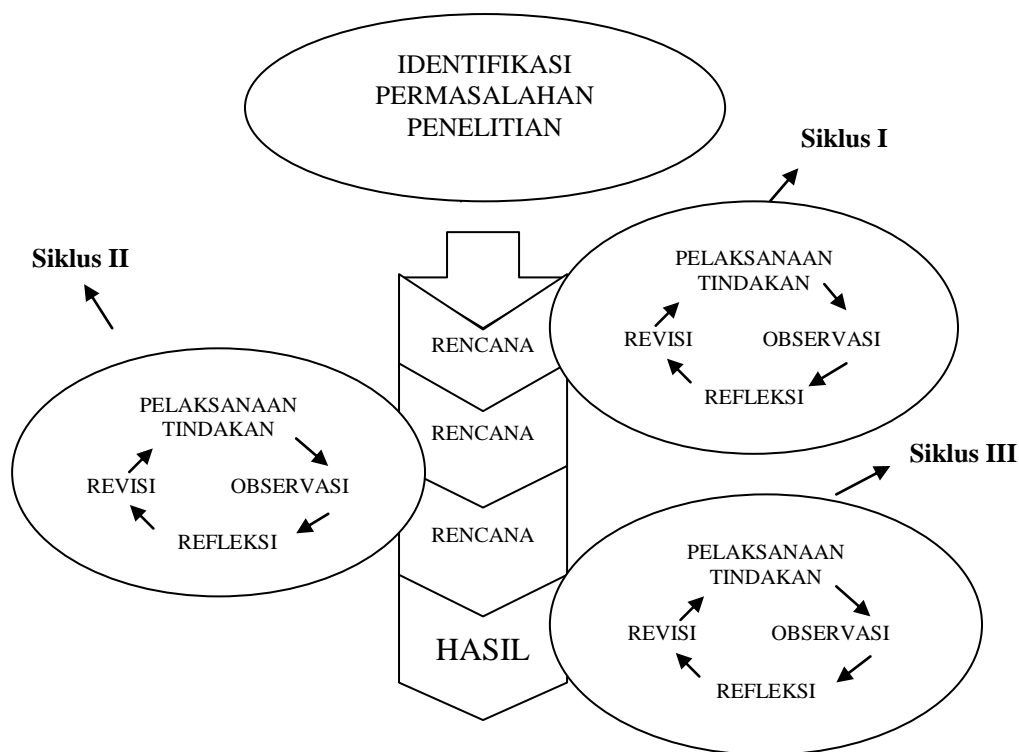 IDENTIFIKASI
PERMASALAHAN
PENELITIAN
Siklus I
PELAKSANAAN
TINDAKAN
REVISI
OBSERVASI
REFLEKSI
Siklus II
PELAKSANAAN
TINDAKAN
REVISI
OBSERVASI
REFLEKSI
RENCANA
RENCANA
RENCANA
HASIL
Siklus III
PELAKSANAAN
TINDAKAN
REVISI
OBSERVASI
REFLEKSI